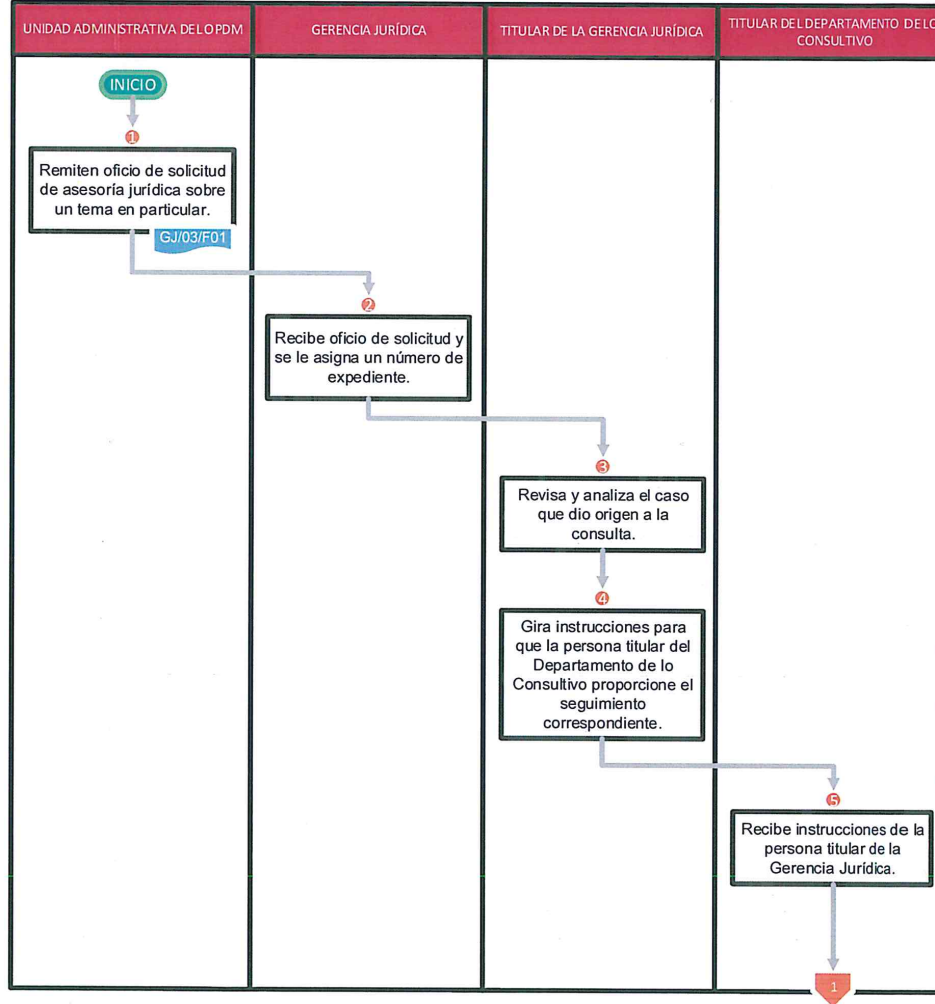 UNIDAD ADMINISTRATIVA DEL OPDM
GERENCIA JURÍDICA
TITULAR DE LA GERENCIA JURÍDICA
TITULAR DEL DEPARTAMENTO DE LO
CONSULTIVO
INICIO
1
Remiten oficio de solicitud
de asesoría jurídica sobre
un tema en particular.
GJ/03/F01
2
Recibe oficio de solicitud y
se le asigna un número de
expediente.
3
Revisa y analiza el caso
que dio origen a la
consulta.
4
Gira instrucciones para
que la persona titular del
Departamento de lo
Consultivo proporcione el
seguimiento
correspondiente.
5
Recibe instrucciones de la
persona titular de la
Gerencia Jurídica.
1